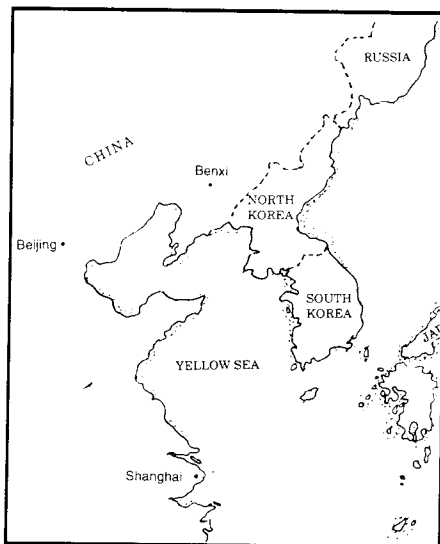 RUSSIA
CHINA
Benxi
NORTH
KOREA
Beijing
SOUTH
KOREA
YELLOW SEA
Shanghai